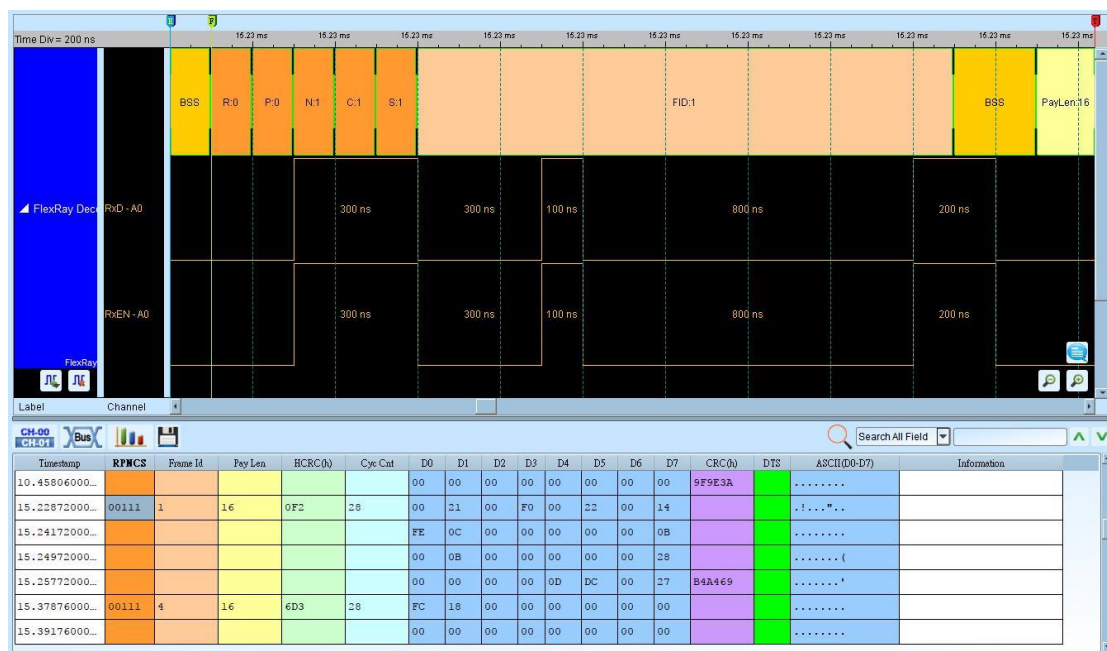 Time Div = 200 ns
15.23 ms 15.23 ms 15.23 ms 15.23 ms 15.23 ms 15.23 ms 15.23 ms 15.23 ms 15.23 ms 15.23 ms 15.23 ms
BSS R:0 P:0 N:1 C:1 S:1 FID:1 BSS PayLen:16
FlexRay Deco RxD - A0 300 ns 300 ns 100 ns 800 ns 200 ns
RxEN - A0 300 ns 300 ns 100 ns 800 ns 200 ns
FlexRay
Label Channel
CH-00
CH-01 Bus Search All Field
Timestamp RPNCS Frame Id Pay Len HCRC(h) Cyc Cnt D0 D1 D2 D3 D4 D5 D6 D7 CRC(h) DTS ASCII(D0-D7) Information
10.45806000... 00 00 00 00 00 00 00 00 9F9E3A ........
15.22872000... 00111 1 16 0F2 28 00 21 00 F0 00 22 00 14 .!..."..
15.24172000... FE 0C 00 00 00 00 00 0B ........
15.24972000... 00 0B 00 00 00 00 00 28 .......(
15.25772000... 00 00 00 00 0D DC 00 27 B4A469 .......'
15.37876000... 00111 4 16 6D3 28 FC 18 00 00 00 00 00 00 ........
15.39176000... 00 00 00 00 00 00 00 00 ........